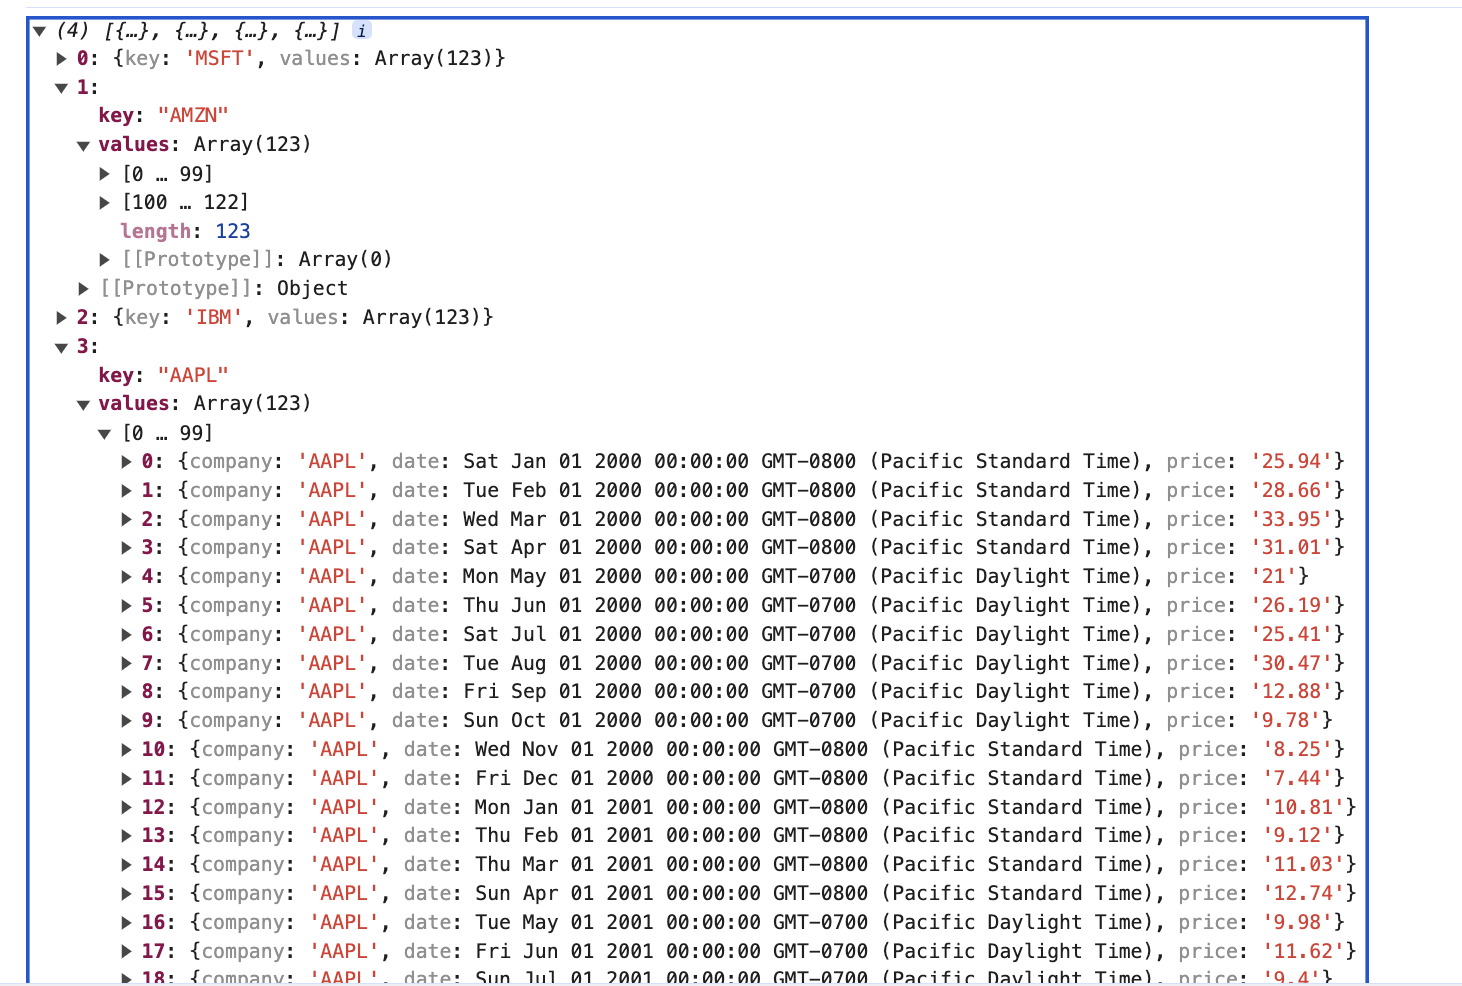 (4) [{…}, {…}, {…}, {…}] i
0: {key: 'MSFT', values: Array(123)}
1:
key: "AMZN"
values: Array(123)
[0 … 99]
[100 … 122]
length: 123
[[Prototype]]: Array(0)
[[Prototype]]: Object
2: {key: 'IBM', values: Array(123)}
3:
key: "AAPL"
values: Array(123)
[0 … 99]
0: {company: 'AAPL', date: Sat Jan 01 2000 00:00:00 GMT-0800 (Pacific Standard Time), price: '25.94'}
1: {company: 'AAPL', date: Tue Feb 01 2000 00:00:00 GMT-0800 (Pacific Standard Time), price: '28.66'}
2: {company: 'AAPL', date: Wed Mar 01 2000 00:00:00 GMT-0800 (Pacific Standard Time), price: '33.95'}
3: {company: 'AAPL', date: Sat Apr 01 2000 00:00:00 GMT-0800 (Pacific Standard Time), price: '31.01'}
4: {company: 'AAPL', date: Mon May 01 2000 00:00:00 GMT-0700 (Pacific Daylight Time), price: '21'}
5: {company: 'AAPL', date: Thu Jun 01 2000 00:00:00 GMT-0700 (Pacific Daylight Time), price: '26.19'}
6: {company: 'AAPL', date: Sat Jul 01 2000 00:00:00 GMT-0700 (Pacific Daylight Time), price: '25.41'}
7: {company: 'AAPL', date: Tue Aug 01 2000 00:00:00 GMT-0700 (Pacific Daylight Time), price: '30.47'}
8: {company: 'AAPL', date: Fri Sep 01 2000 00:00:00 GMT-0700 (Pacific Daylight Time), price: '12.88'}
9: {company: 'AAPL', date: Sun Oct 01 2000 00:00:00 GMT-0700 (Pacific Daylight Time), price: '9.78'}
10: {company: 'AAPL', date: Wed Nov 01 2000 00:00:00 GMT-0800 (Pacific Standard Time), price: '8.25'}
11: {company: 'AAPL', date: Fri Dec 01 2000 00:00:00 GMT-0800 (Pacific Standard Time), price: '7.44'}
12: {company: 'AAPL', date: Mon Jan 01 2001 00:00:00 GMT-0800 (Pacific Standard Time), price: '10.81'}
13: {company: 'AAPL', date: Thu Feb 01 2001 00:00:00 GMT-0800 (Pacific Standard Time), price: '9.12'}
14: {company: 'AAPL', date: Thu Mar 01 2001 00:00:00 GMT-0800 (Pacific Standard Time), price: '11.03'}
15: {company: 'AAPL', date: Sun Apr 01 2001 00:00:00 GMT-0800 (Pacific Standard Time), price: '12.74'}
16: {company: 'AAPL', date: Tue May 01 2001 00:00:00 GMT-0700 (Pacific Daylight Time), price: '9.98'}
17: {company: 'AAPL', date: Fri Jun 01 2001 00:00:00 GMT-0700 (Pacific Daylight Time), price: '11.62'}
18: {company: 'AAPL', date: Sun Jul 01 2001 00:00:00 GMT-0700 (Pacific Daylight Time), price: '9.4'}